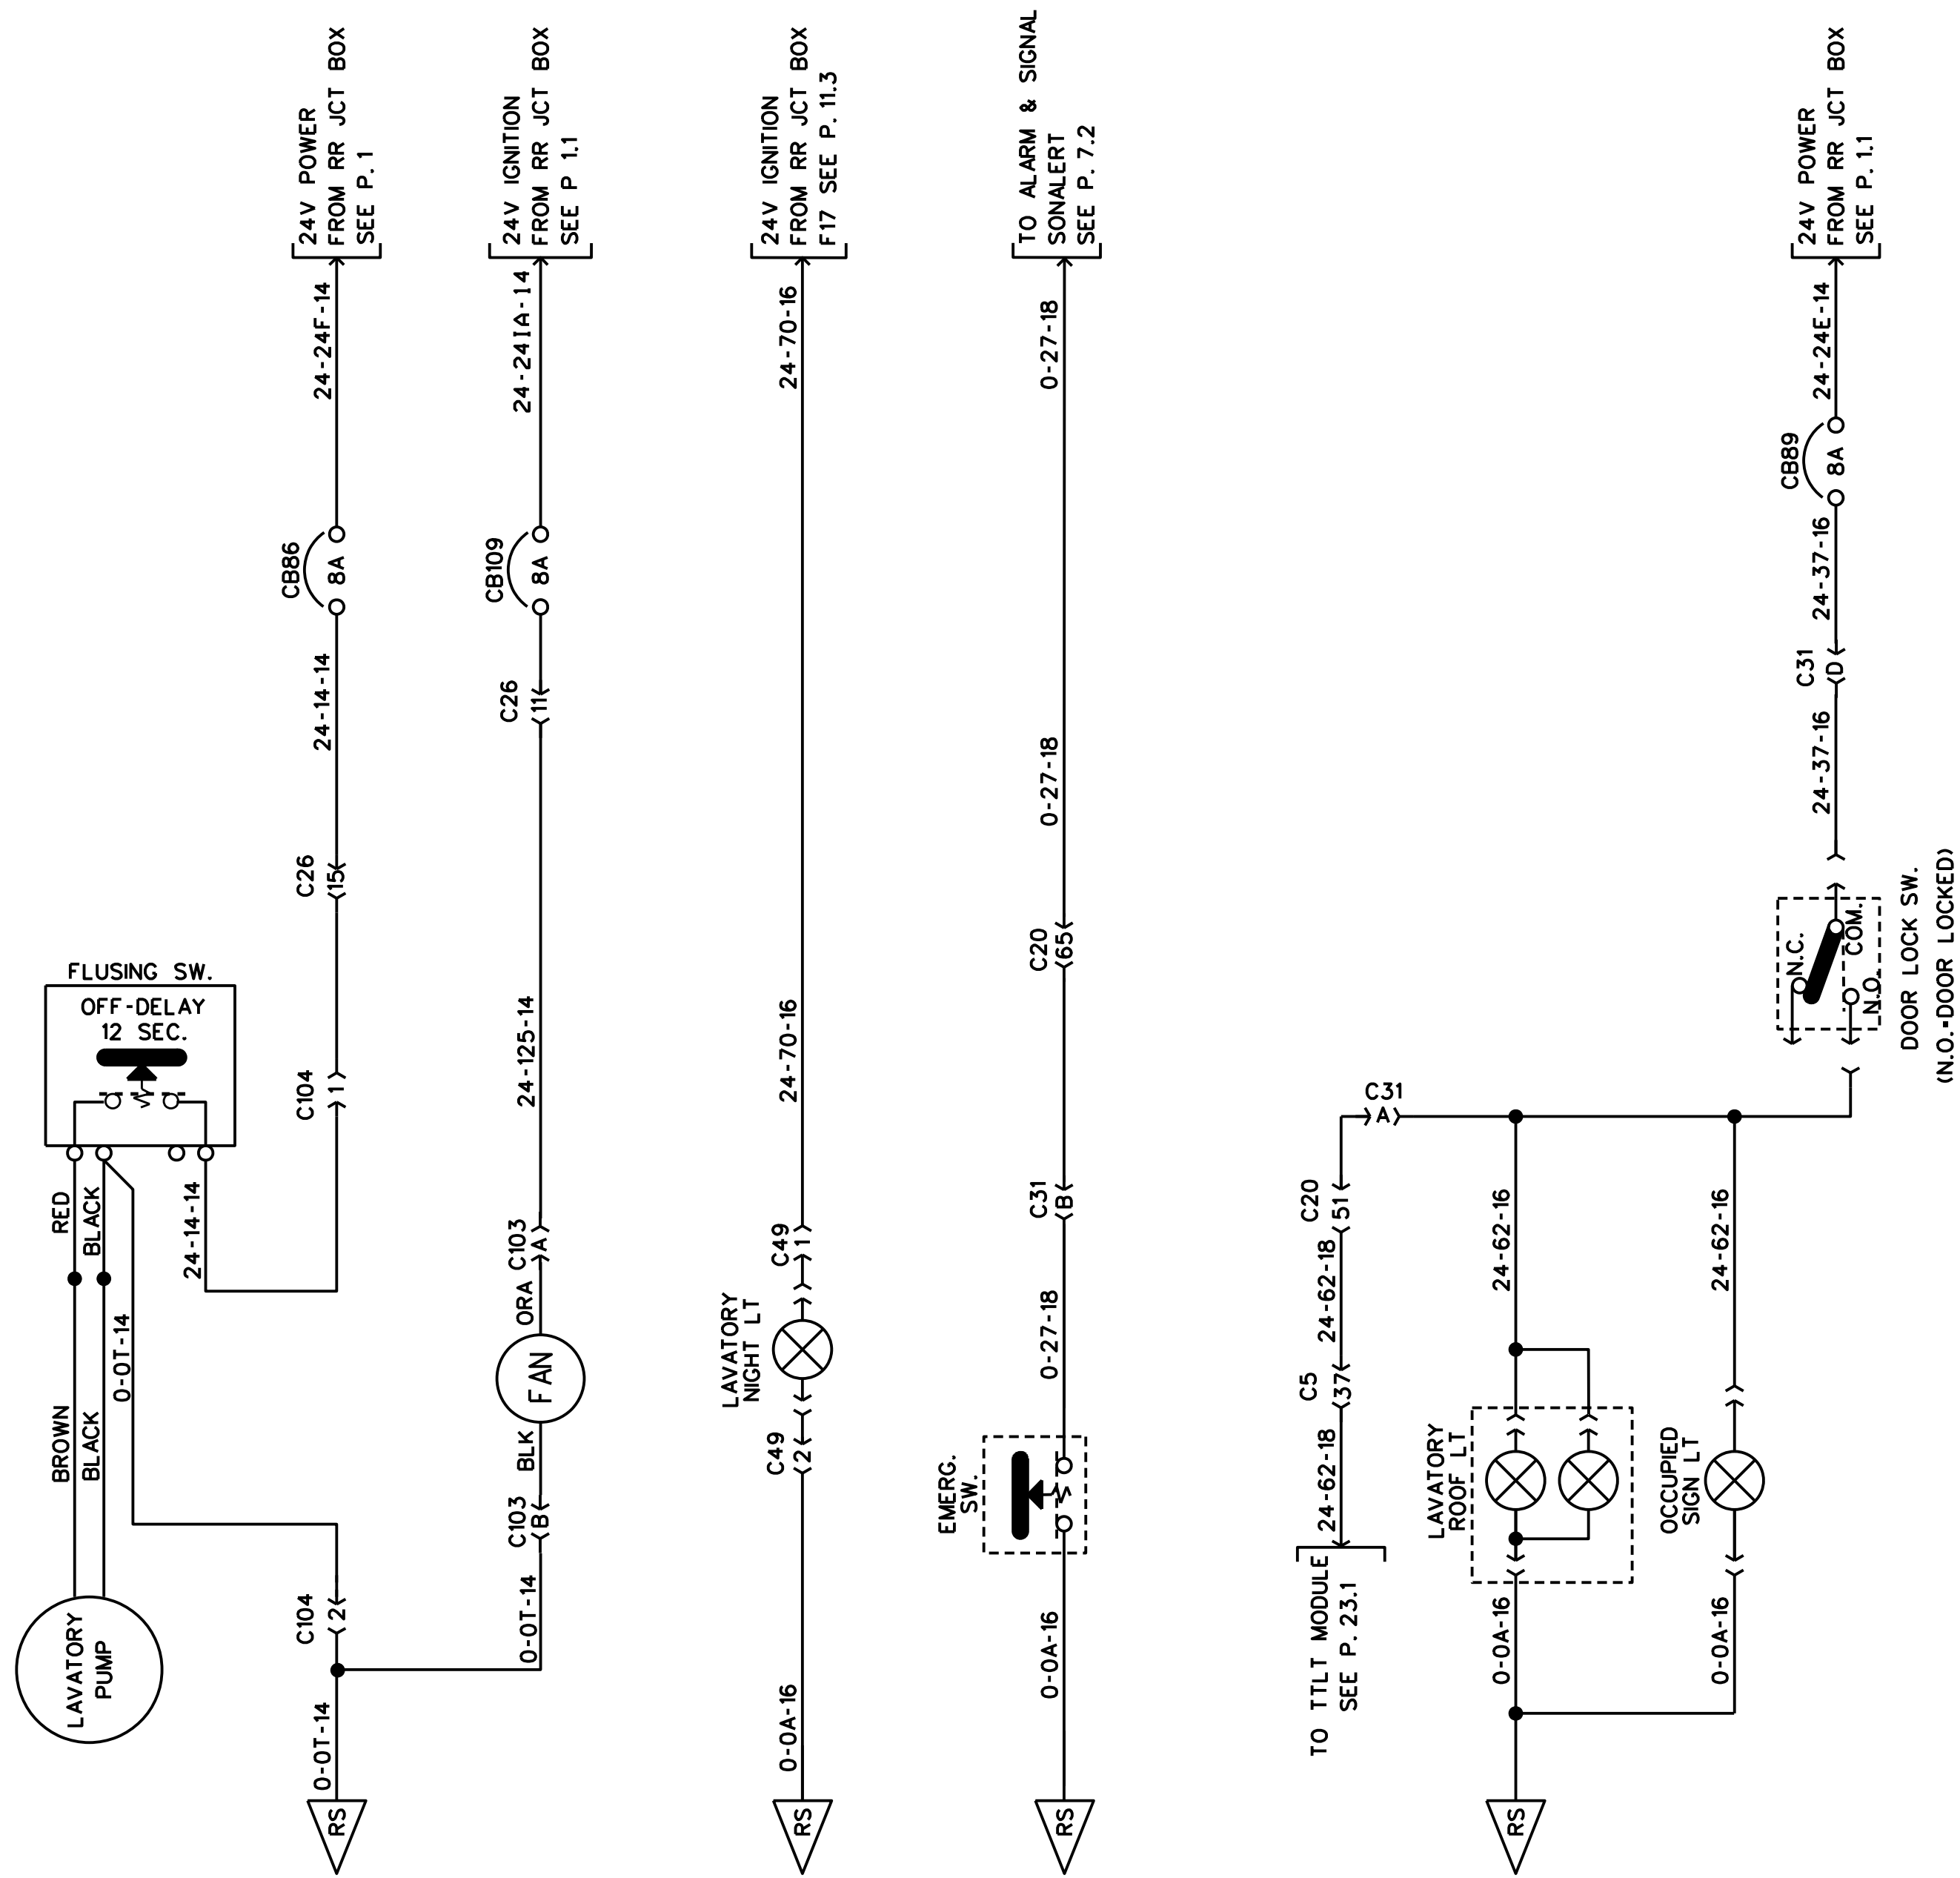 24V POWER
FROM RR JCT BOX
SEE P. 1
24-24F-14
CB86
8A
24-14-14
C26
15
C104
1
FLUSING SW.
OFF-DELAY
12 SEC.
RED
BLACK
24-14-14
0-0T-14
BROWN
BLACK
LAVATORY
PUMP
C104
2
0-0T-14
RS
24V IGNITION
FROM RR JCT BOX
SEE P 1.1
24-24IA-14
CB109
8A
C26
11
24-125-14
C103
A
ORA
FAN
BLK
C103
B
0-0T-14
24V IGNITION
FROM RR JCT BOX
F17 SEE P. 11.3
24-70-16
24-70-16
C49
1
LAVATORY
NIGHT LT
C49
2
0-0A-16
RS
TO ALARM & SIGNAL
SONALERT
SEE P. 7.2
0-27-18
0-27-18
C20
65
C31
B
0-27-18
EMERG.
SW.
0-0A-16
RS
24V POWER
FROM RR JCT BOX
SEE P. 1.1
24-24E-14
CB89
8A
24-37-16
C31
D
24-37-16
N.C.
COM.
N.O.
DOOR LOCK SW.
(N.O.-DOOR LOCKED)
C31
A
C20
51
24-62-18
C5
37
24-62-18
TO TTLT MODULE
SEE P. 23.1
24-62-16
LAVATORY
ROOF LT
0-0A-16
24-62-16
OCCUPIED
SIGN LT
0-0A-16
RS